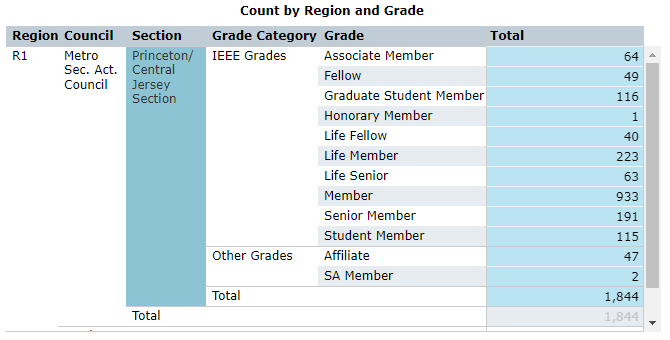 Count by Region and Grade
Region Council Section Grade Category Grade Total
R1 Metro Sec. Act. Council Princeton/ Central Jersey Section IEEE Grades Associate Member 64
Fellow 49
Graduate Student Member 116
Honorary Member 1
Life Fellow 40
Life Member 223
Life Senior 63
Member 933
Senior Member 191
Student Member 115
Other Grades Affiliate 47
SA Member 2
Total 1,844
Total 1,844